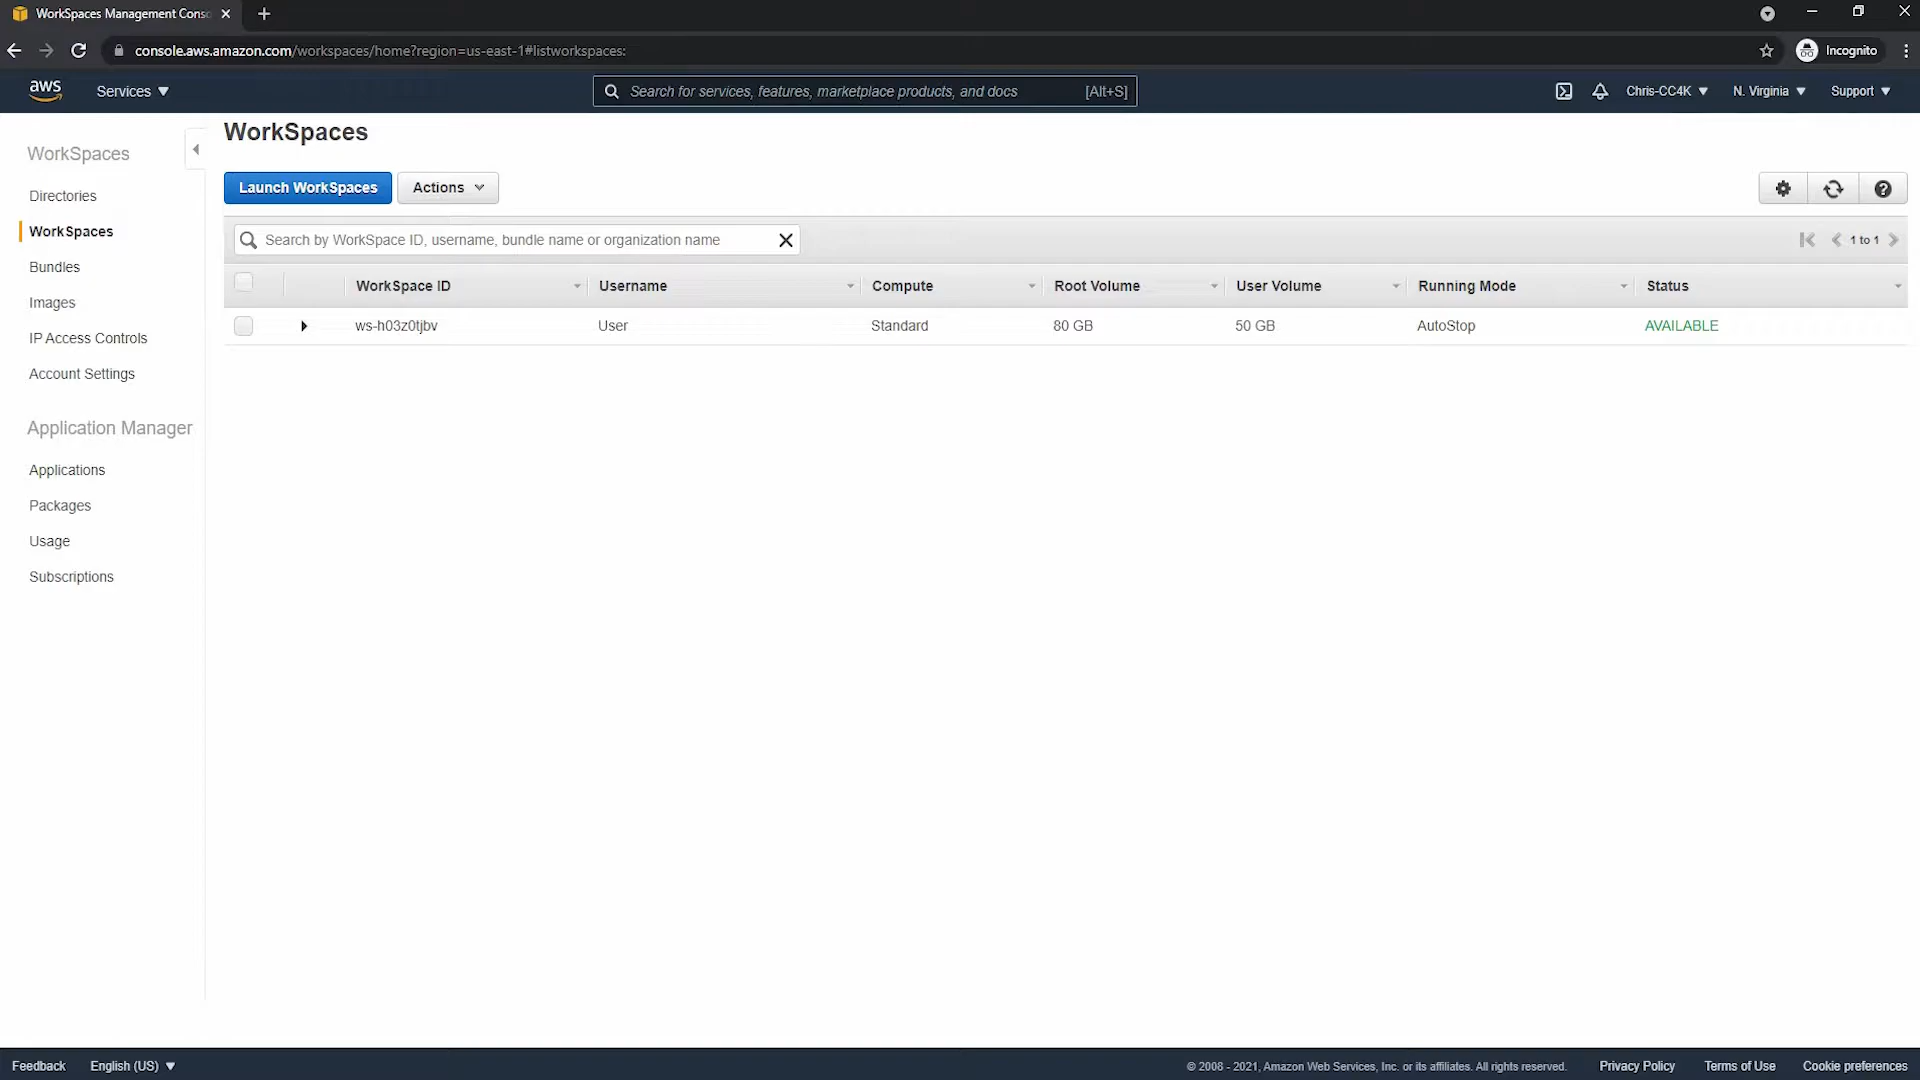 WorkSpaces Management Conso
console.aws.amazon.com/workspaces/home?region=us-east-1#listworkspaces:
Incognito
aws
Services
Search for services, features, marketplace products, and docs
[Alt+S]
Chris-CC4K
N. Virginia
Support
WorkSpaces
Directories
WorkSpaces
Bundles
Images
IP Access Controls
Account Settings
Application Manager
Applications
Packages
Usage
Subscriptions
WorkSpaces
Launch WorkSpaces
Actions
Search by WorkSpace ID, username, bundle name or organization name
1 to 1
WorkSpace ID Username Compute Root Volume User Volume Running Mode Status
ws-h03z0tjbv User Standard 80 GB 50 GB AutoStop AVAILABLE
Feedback
English (US)
© 2008 - 2021, Amazon Web Services, Inc. or its affiliates. All rights reserved.
Privacy Policy
Terms of Use
Cookie preferences